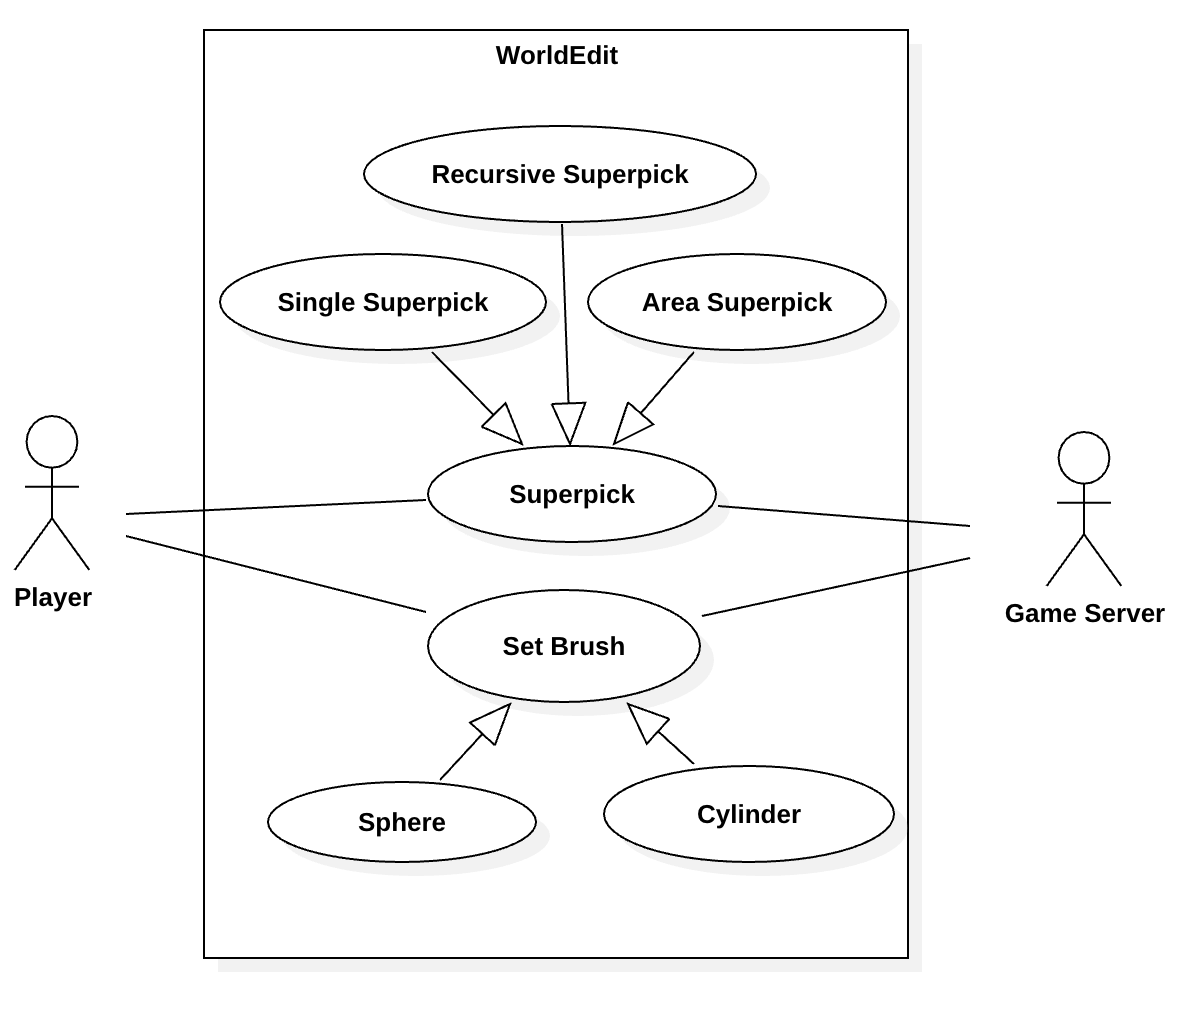 WorldEdit
Recursive Superpick
Single Superpick
Area Superpick
Superpick
Player
Game Server
Set Brush
Sphere
Cylinder